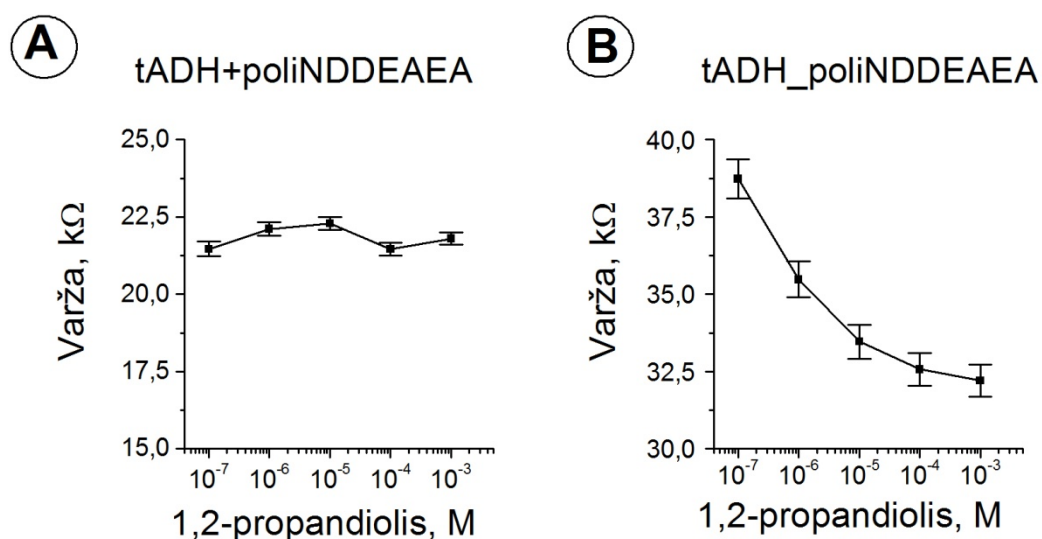 A
tADH+poliNDDEAEA
Varža, kΩ
25,0
22,5
20,0
17,5
15,0
10⁻⁷ 10⁻⁶ 10⁻⁵ 10⁻⁴ 10⁻³
1,2-propandiolis, M
B
tADH_poliNDDEAEA
Varža, kΩ
40,0
37,5
35,0
32,5
30,0
10⁻⁷ 10⁻⁶ 10⁻⁵ 10⁻⁴ 10⁻³
1,2-propandiolis, M